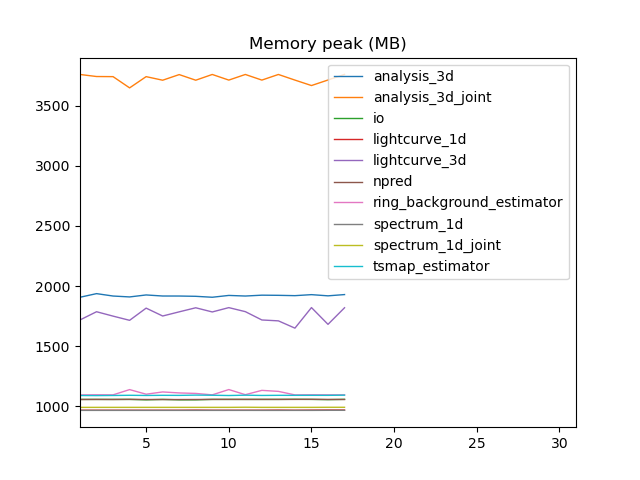 Memory peak (MB)
analysis_3d
analysis_3d_joint
io
lightcurve_1d
lightcurve_3d
npred
ring_background_estimator
spectrum_1d
spectrum_1d_joint
tsmap_estimator
3500
3000
2500
2000
1500
1000
5 10 15 20 25 30